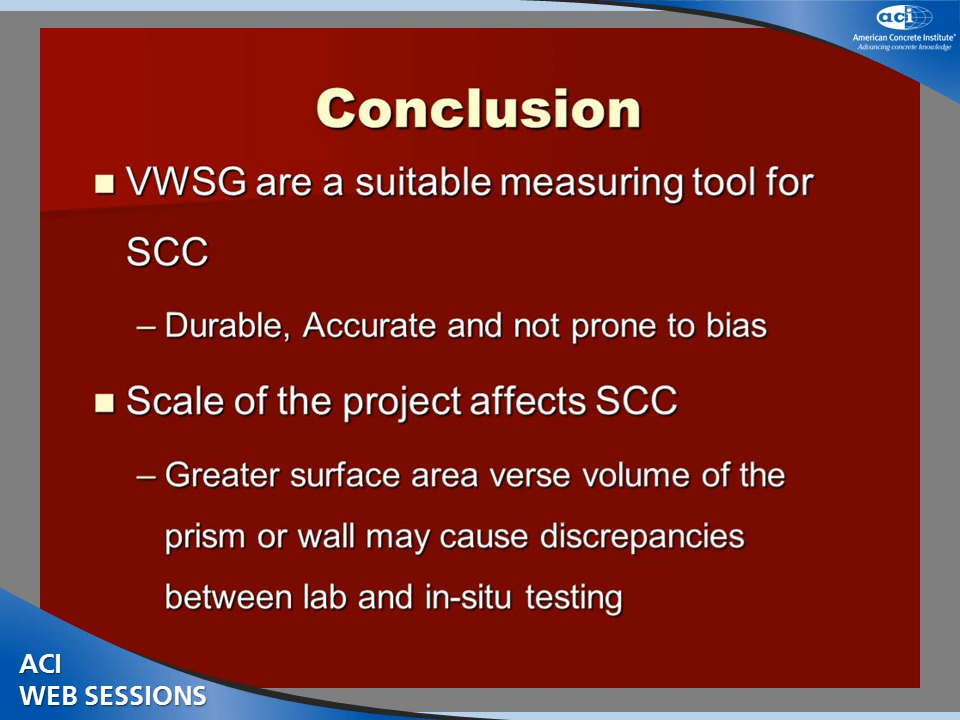 aci
American Concrete Institute®
Advancing concrete knowledge
Conclusion
VWSG are a suitable measuring tool for
SCC
– Durable, Accurate and not prone to bias
Scale of the project affects SCC
– Greater surface area verse volume of the
prism or wall may cause discrepancies
between lab and in-situ testing
ACI
WEB SESSIONS